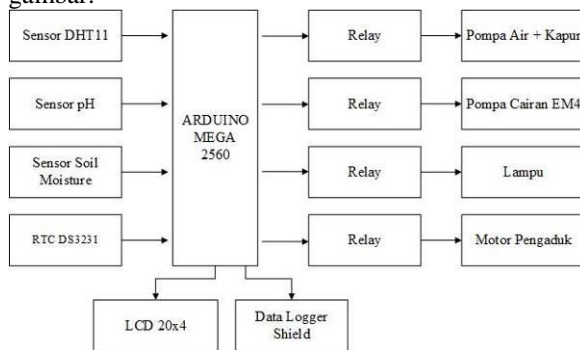 gambar.
Sensor DHT11
Relay
Pompa Air + Kapur
Sensor pH
ARDUINO
MEGA
2560
Relay
Pompa Cairan EM4
Sensor Soil
Moisture
Relay
Lampu
RTC DS3231
Relay
Motor Pengaduk
LCD 20x4
Data Logger
Shield